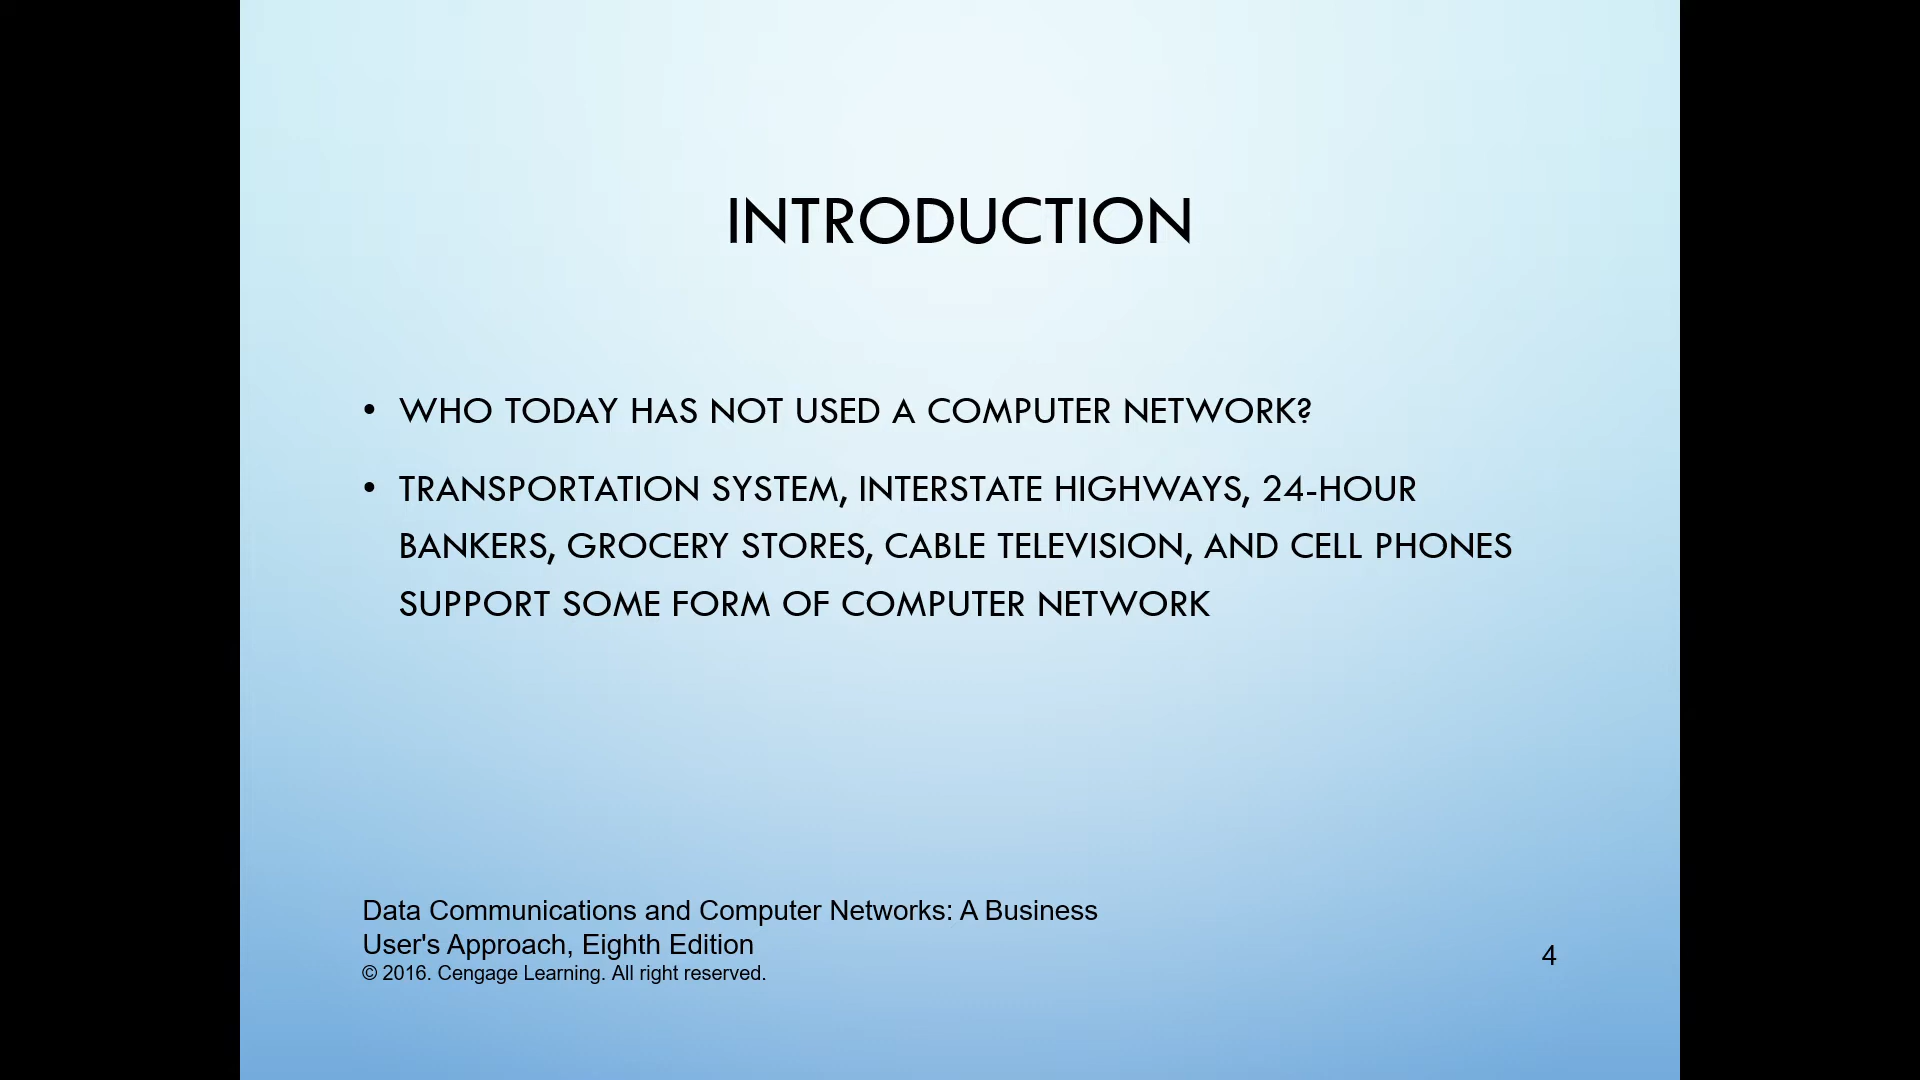 INTRODUCTION
• WHO TODAY HAS NOT USED A COMPUTER NETWORK?
• TRANSPORTATION SYSTEM, INTERSTATE HIGHWAYS, 24-HOUR
BANKERS, GROCERY STORES, CABLE TELEVISION, AND CELL PHONES
SUPPORT SOME FORM OF COMPUTER NETWORK
Data Communications and Computer Networks: A Business
User's Approach, Eighth Edition
© 2016. Cengage Learning. All right reserved.
4